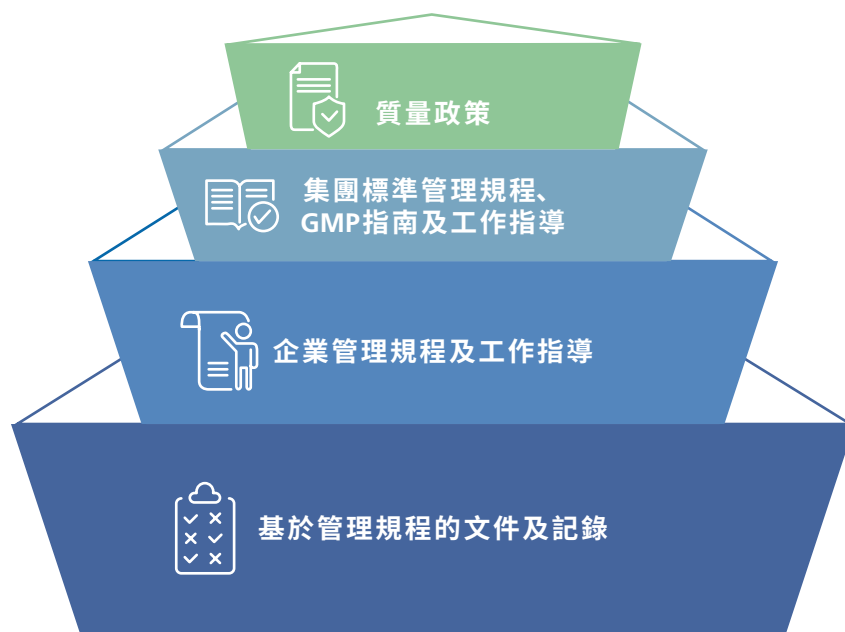 質量政策
集團標準管理規程、
GMP指南及工作指導
企業管理規程及工作指導
基於管理規程的文件及記錄